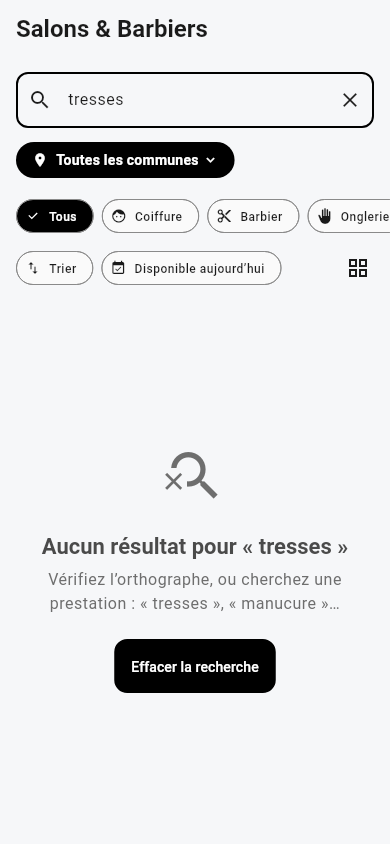 Salons & Barbiers
tresses
Toutes les communes
Tous
Coiffure
Barbier
Onglerie
Trier
Disponible aujourd'hui
Aucun résultat pour « tresses »
Vérifiez l'orthographe, ou cherchez une
prestation : « tresses », « manucure »…
Effacer la recherche